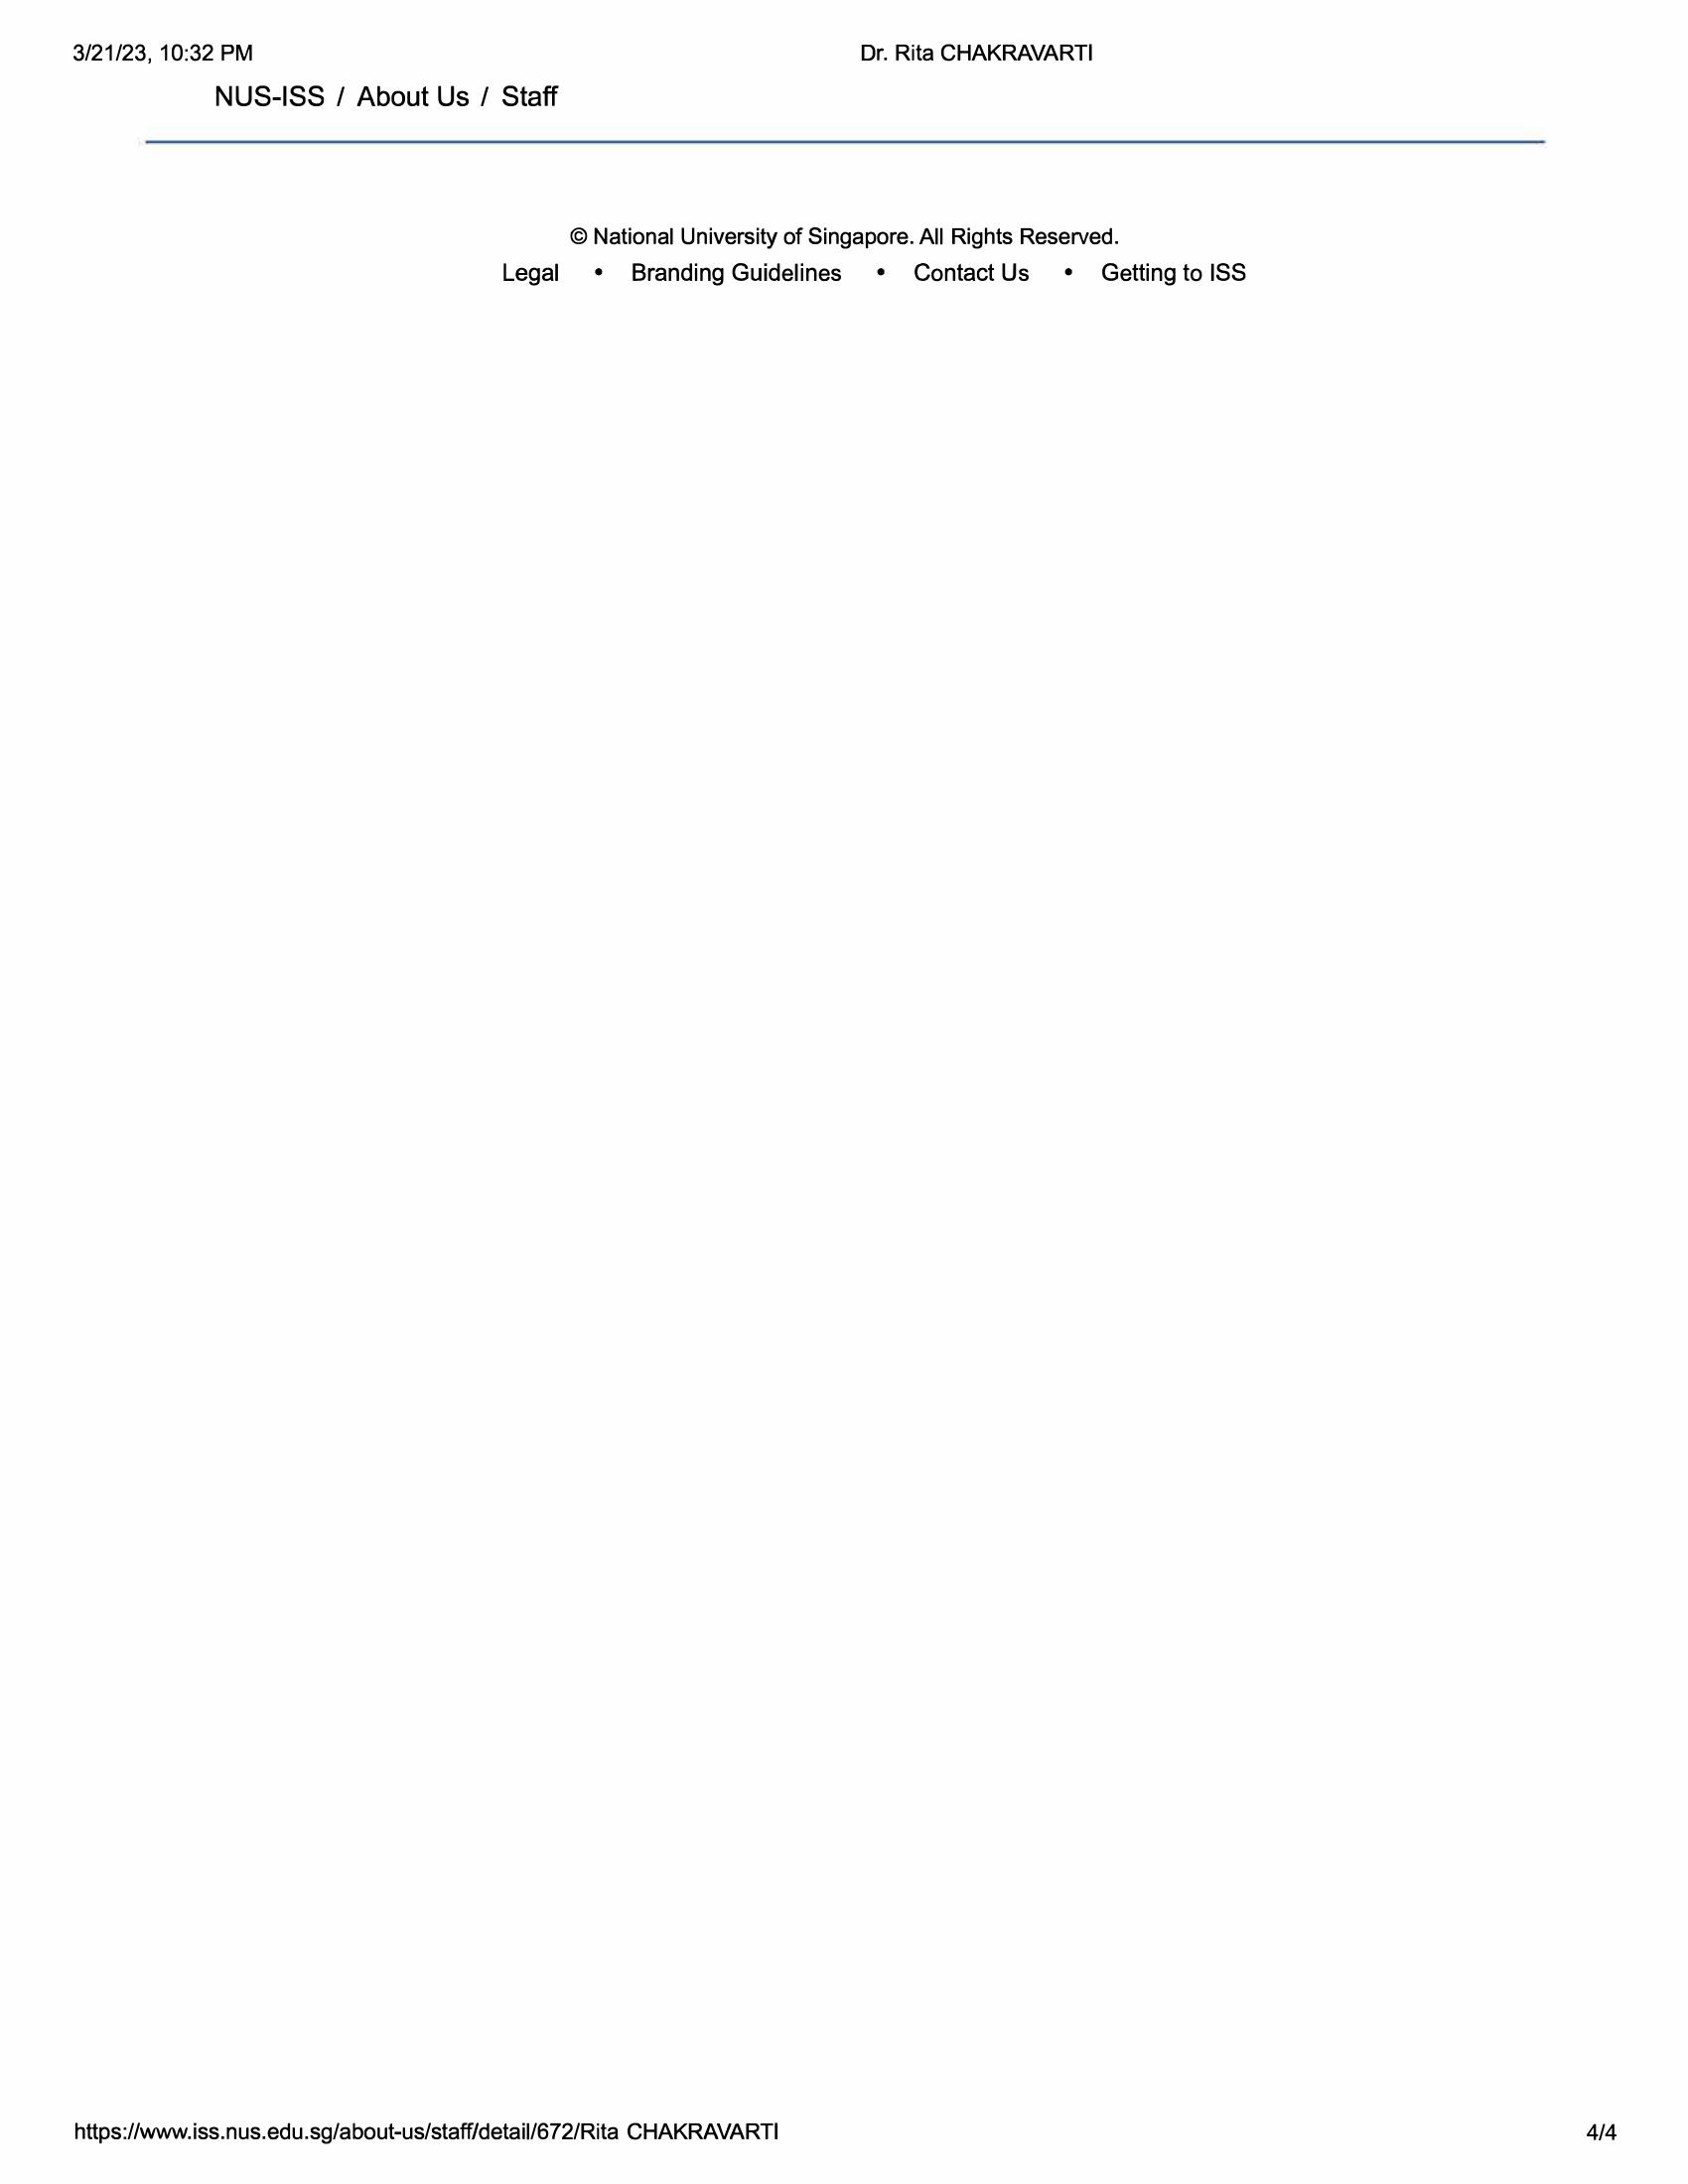 3/21/23, 10:32 PM Dr. Rita CHAKRAVARTI
NUS-ISS / About Us / Staff
© National University of Singapore. All Rights Reserved.
Legal • Branding Guidelines • Contact Us • Getting to ISS
https://www.iss.nus.edu.sg/about-us/staff/detail/672/Rita CHAKRAVARTI 4/4